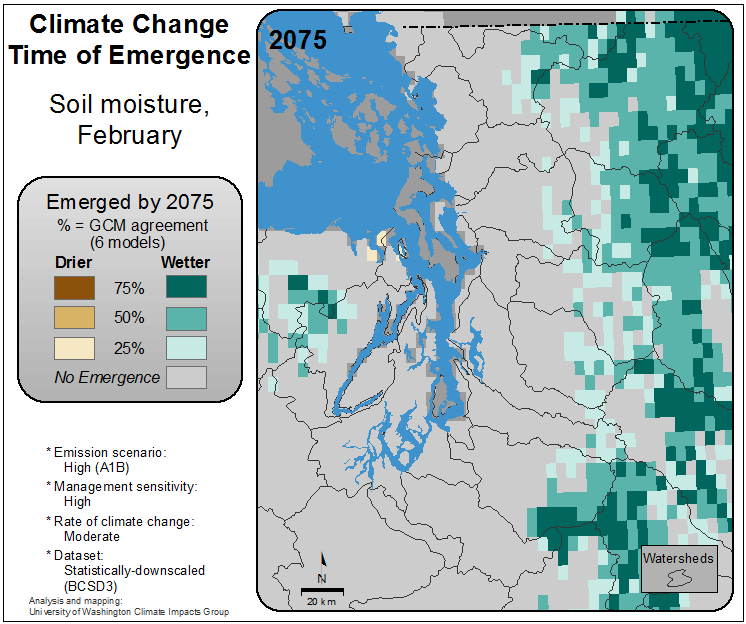 Climate Change
Time of Emergence
Soil moisture,
February
Emerged by 2075
% = GCM agreement
(6 models)
Drier Wetter
75%
50%
25%
No Emergence
* Emission scenario:
High (A1B)
* Management sensitivity:
High
* Rate of climate change:
Moderate
* Dataset:
Statistically-downscaled
(BCSD3)
Analysis and mapping:
University of Washington Climate Impacts Group
2075
N
20 km
Watersheds